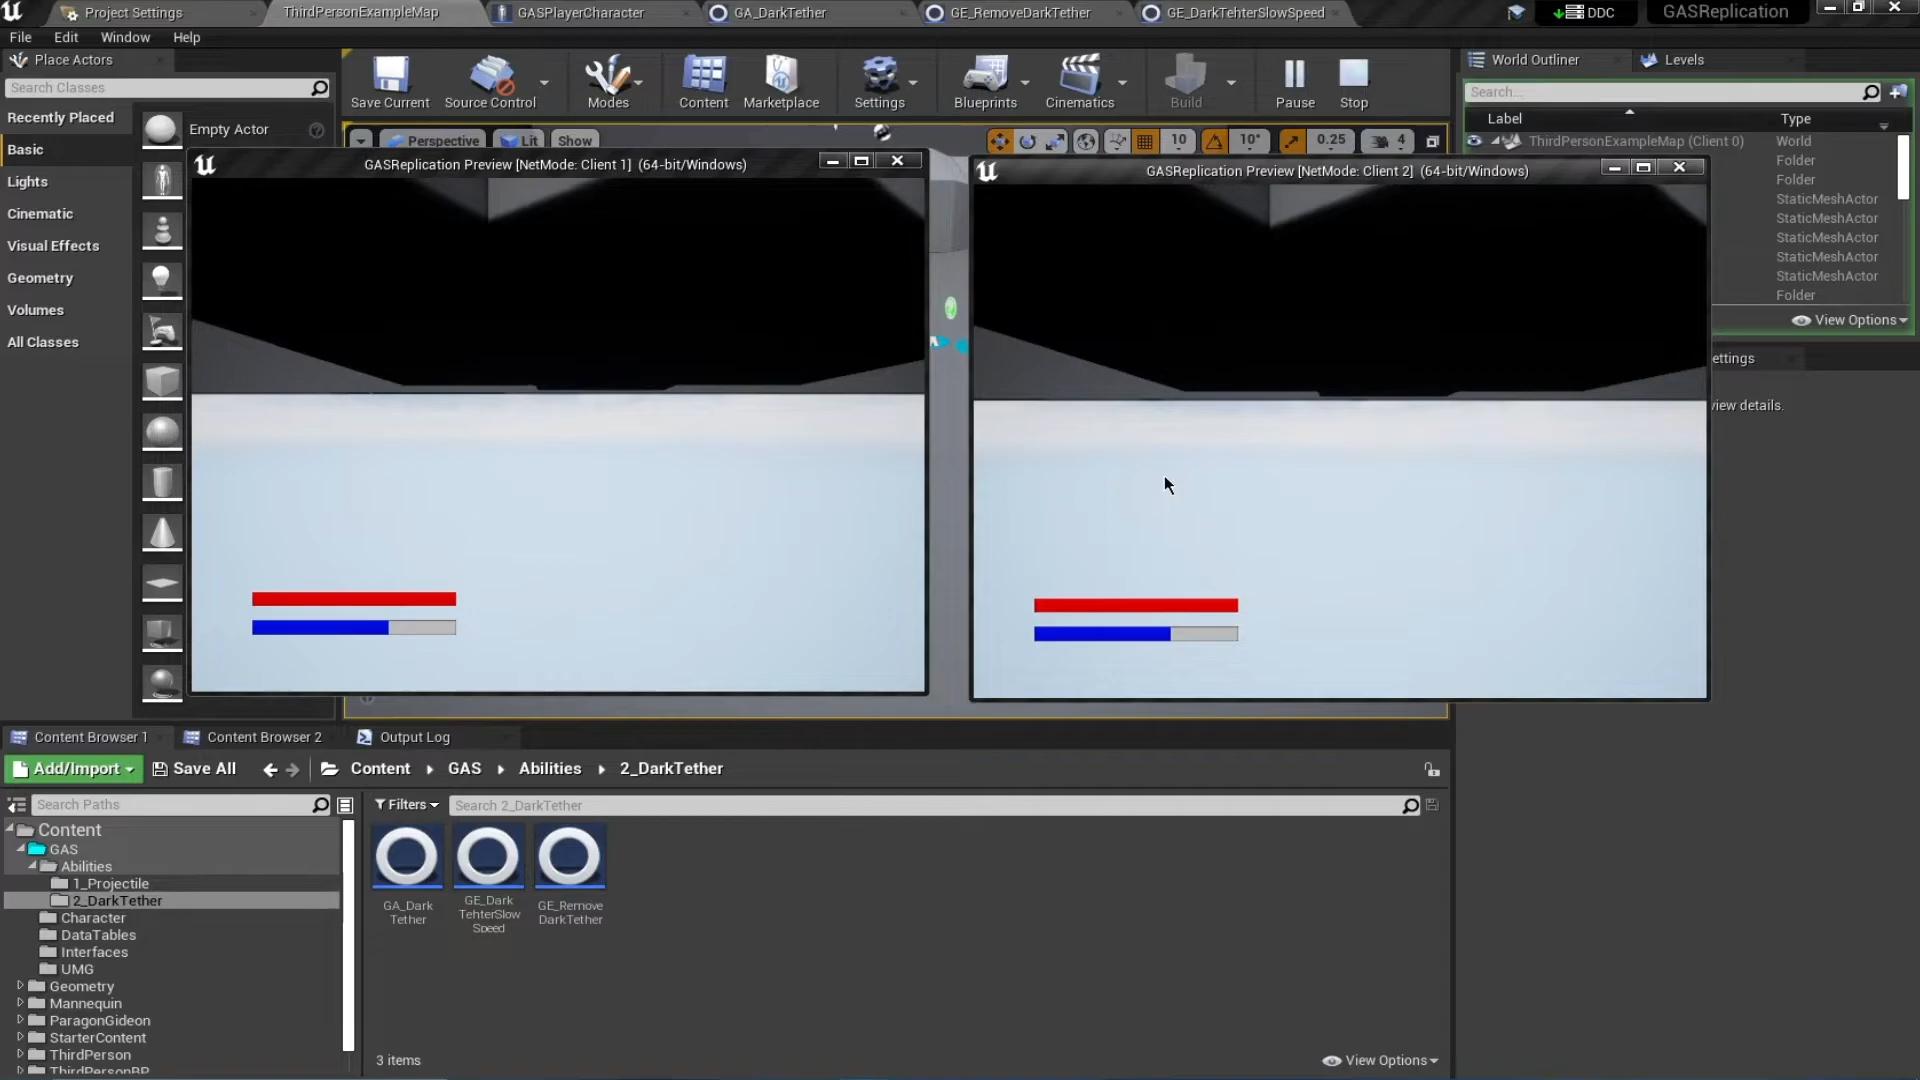 Project Settings
ThirdPersonExampleMap
GASPlayerCharacter
GA_DarkTether
GE_RemoveDarkTether
GE_DarkTehterSlowSpeed
DDC
GASReplication
File
Edit
Window
Help
Place Actors
Search Classes
Recently Placed
Basic
Lights
Cinematic
Visual Effects
Geometry
Volumes
All Classes
Empty Actor
Save Current
Source Control
Modes
Content
Marketplace
Settings
Blueprints
Cinematics
Build
Pause
Stop
Perspective
Lit
Show
10
10°
0.25
4
GASReplication Preview [NetMode: Client 1] (64-bit/Windows)
GASReplication Preview [NetMode: Client 2] (64-bit/Windows)
World Outliner
Levels
Search...
Label
Type
ThirdPersonExampleMap (Client 0)
World
Folder
Folder
StaticMeshActor
StaticMeshActor
StaticMeshActor
StaticMeshActor
StaticMeshActor
Folder
View Options
ettings
view details.
Content Browser 1
Content Browser 2
Output Log
Add/Import
Save All
Content
GAS
Abilities
2_DarkTether
Search Paths
Filters
Search 2_DarkTether
Content
GAS
Abilities
1_Projectile
2_DarkTether
Character
DataTables
Interfaces
UMG
Geometry
Mannequin
ParagonGideon
StarterContent
ThirdPerson
ThirdPersonBP
GA_Dark
Tether
GE_Dark
TehterSlow
Speed
GE_Remove
DarkTether
3 items
View Options